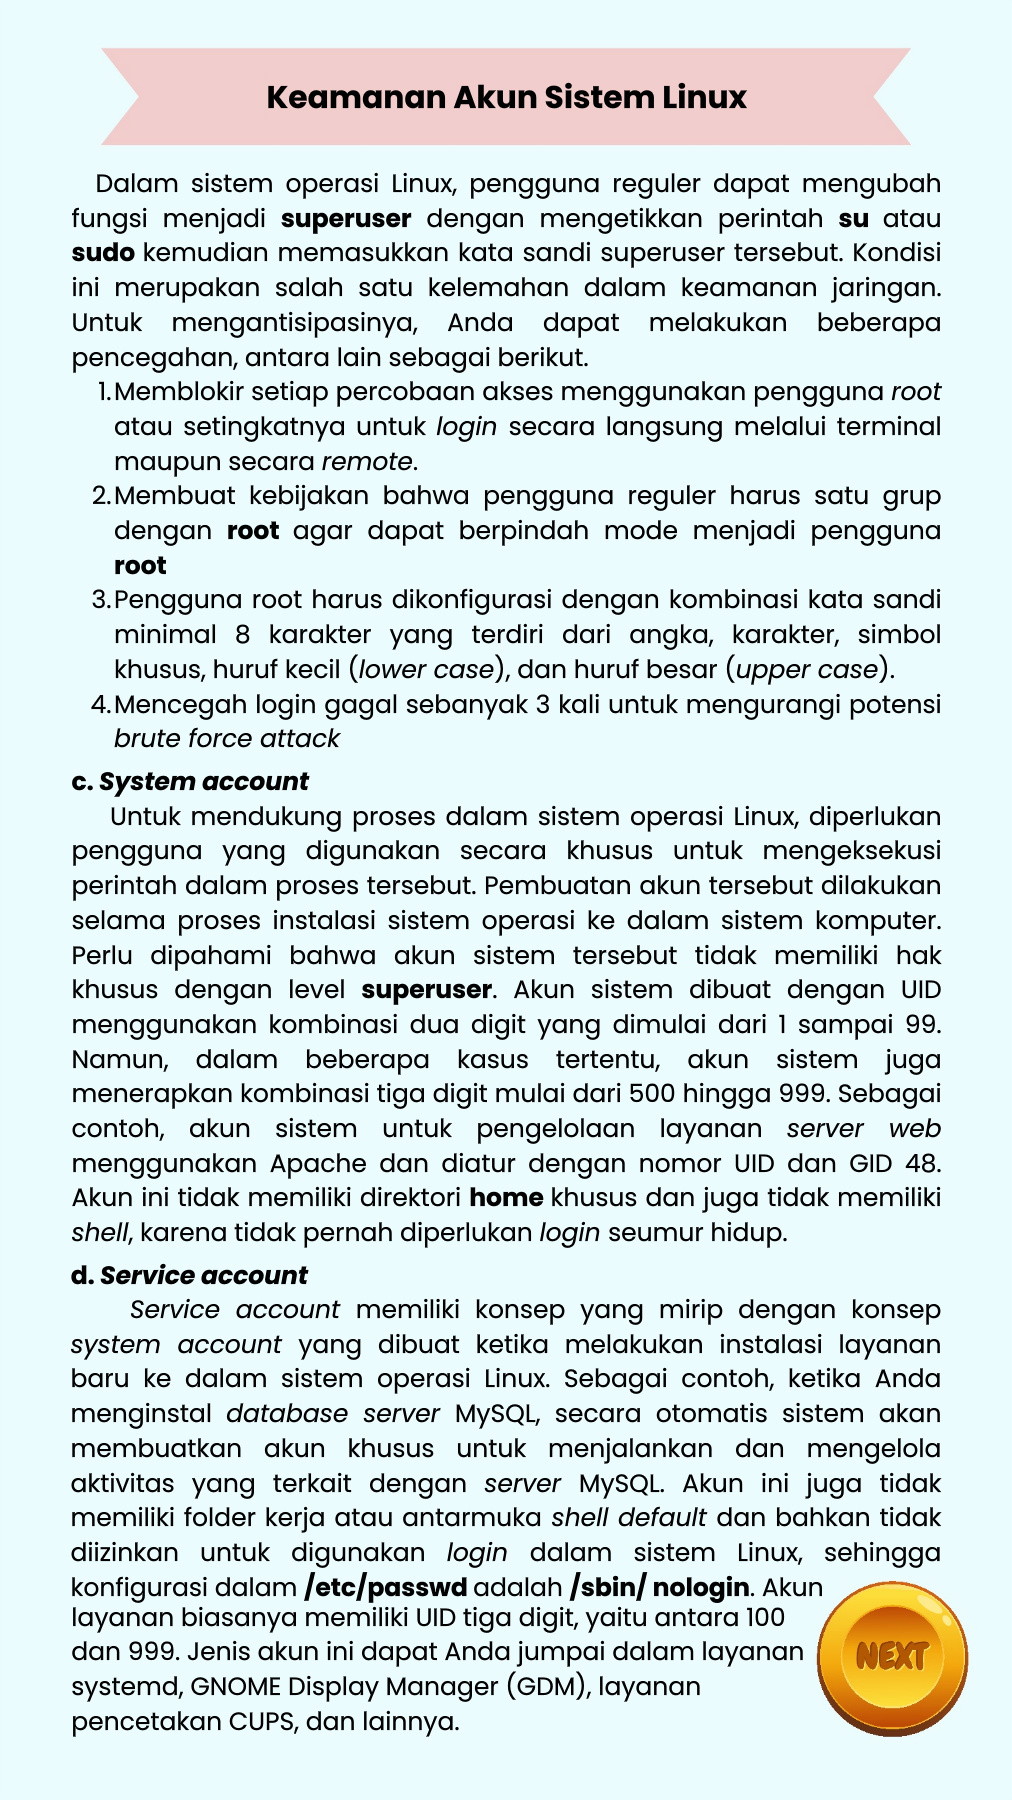 Keamanan Akun Sistem Linux
Dalam sistem operasi Linux, pengguna reguler dapat mengubah
fungsi menjadi superuser dengan mengetikkan perintah su atau
sudo kemudian memasukkan kata sandi superuser tersebut. Kondisi
ini merupakan salah satu kelemahan dalam keamanan jaringan.
Untuk mengantisipasinya, Anda dapat melakukan beberapa
pencegahan, antara lain sebagai berikut.
1. Memblokir setiap percobaan akses menggunakan pengguna root
atau setingkatnya untuk login secara langsung melalui terminal
maupun secara remote.
2. Membuat kebijakan bahwa pengguna reguler harus satu grup
dengan root agar dapat berpindah mode menjadi pengguna
root
3. Pengguna root harus dikonfigurasi dengan kombinasi kata sandi
minimal 8 karakter yang terdiri dari angka, karakter, simbol
khusus, huruf kecil (lower case), dan huruf besar (upper case).
4. Mencegah login gagal sebanyak 3 kali untuk mengurangi potensi
brute force attack
c. System account
Untuk mendukung proses dalam sistem operasi Linux, diperlukan
pengguna yang digunakan secara khusus untuk mengeksekusi
perintah dalam proses tersebut. Pembuatan akun tersebut dilakukan
selama proses instalasi sistem operasi ke dalam sistem komputer.
Perlu dipahami bahwa akun sistem tersebut tidak memiliki hak
khusus dengan level superuser. Akun sistem dibuat dengan UID
menggunakan kombinasi dua digit yang dimulai dari 1 sampai 99.
Namun, dalam beberapa kasus tertentu, akun sistem juga
menerapkan kombinasi tiga digit mulai dari 500 hingga 999. Sebagai
contoh, akun sistem untuk pengelolaan layanan server web
menggunakan Apache dan diatur dengan nomor UID dan GID 48.
Akun ini tidak memiliki direktori home khusus dan juga tidak memiliki
shell, karena tidak pernah diperlukan login seumur hidup.
d. Service account
Service account memiliki konsep yang mirip dengan konsep
system account yang dibuat ketika melakukan instalasi layanan
baru ke dalam sistem operasi Linux. Sebagai contoh, ketika Anda
menginstal database server MySQL, secara otomatis sistem akan
membuatkan akun khusus untuk menjalankan dan mengelola
aktivitas yang terkait dengan server MySQL. Akun ini juga tidak
memiliki folder kerja atau antarmuka shell default dan bahkan tidak
diizinkan untuk digunakan login dalam sistem Linux, sehingga
konfigurasi dalam /etc/passwd adalah /sbin/ nologin. Akun
layanan biasanya memiliki UID tiga digit, yaitu antara 100
dan 999. Jenis akun ini dapat Anda jumpai dalam layanan
systemd, GNOME Display Manager (GDM), layanan
pencetakan CUPS, dan lainnya.
NEXT